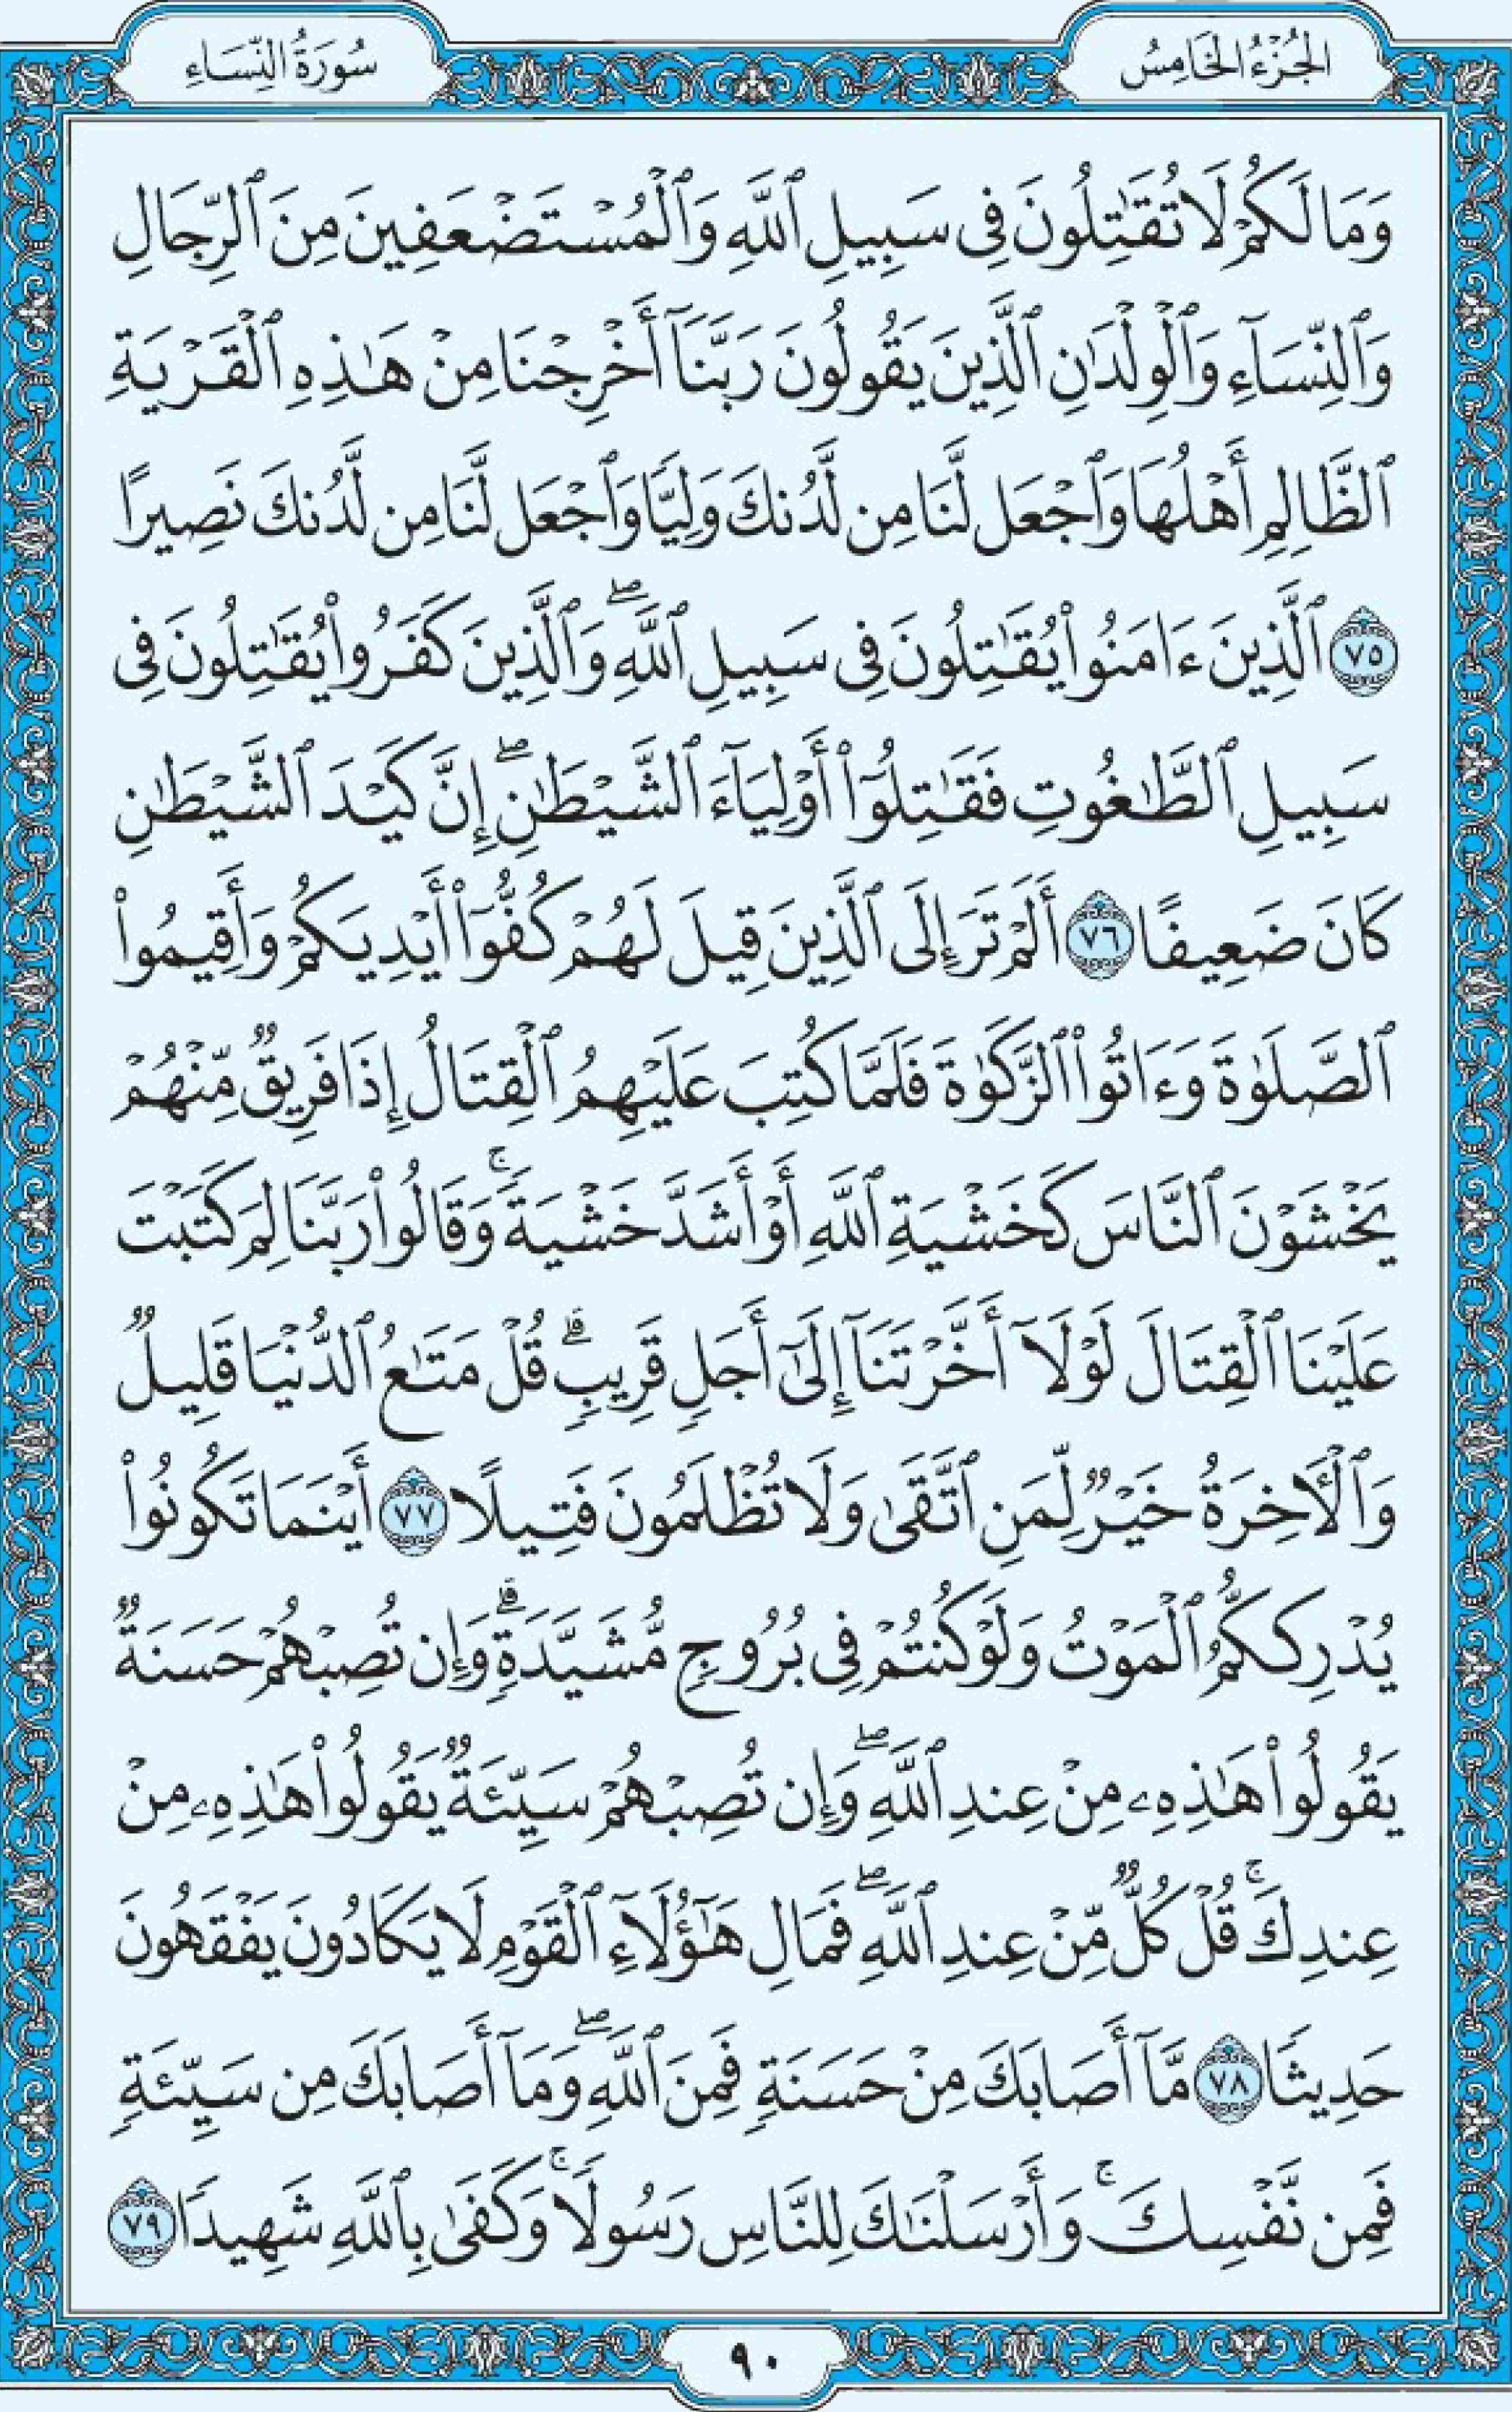 الجُزْءُ الخَامِسُ
سُورَةُ النِّسَاءِ
وَمَا لَكُمْ لَا تُقَٰتِلُونَ فِى سَبِيلِ ٱللَّهِ وَٱلْمُسْتَضْعَفِينَ مِنَ ٱلرِّجَالِ
وَٱلنِّسَآءِ وَٱلْوِلْدَٰنِ ٱلَّذِينَ يَقُولُونَ رَبَّنَآ أَخْرِجْنَا مِنْ هَٰذِهِ ٱلْقَرْيَةِ
ٱلظَّالِمِ أَهْلُهَا وَٱجْعَل لَّنَا مِن لَّدُنكَ وَلِيًّا وَٱجْعَل لَّنَا مِن لَّدُنكَ نَصِيرًا
٧٥ ٱلَّذِينَ ءَامَنُوا۟ يُقَٰتِلُونَ فِى سَبِيلِ ٱللَّهِ ۖ وَٱلَّذِينَ كَفَرُوا۟ يُقَٰتِلُونَ فِى
سَبِيلِ ٱلطَّٰغُوتِ فَقَٰتِلُوٓا۟ أَوْلِيَآءَ ٱلشَّيْطَٰنِ ۖ إِنَّ كَيْدَ ٱلشَّيْطَٰنِ
كَانَ ضَعِيفًا ٧٦ أَلَمْ تَرَ إِلَى ٱلَّذِينَ قِيلَ لَهُمْ كُفُّوٓا۟ أَيْدِيَكُمْ وَأَقِيمُوا۟
ٱلصَّلَوٰةَ وَءَاتُوا۟ ٱلزَّكَوٰةَ فَلَمَّا كُتِبَ عَلَيْهِمُ ٱلْقِتَالُ إِذَا فَرِيقٌ مِّنْهُمْ
يَخْشَوْنَ ٱلنَّاسَ كَخَشْيَةِ ٱللَّهِ أَوْ أَشَدَّ خَشْيَةً ۚ وَقَالُوا۟ رَبَّنَا لِمَ كَتَبْتَ
عَلَيْنَا ٱلْقِتَالَ لَوْلَآ أَخَّرْتَنَآ إِلَىٰٓ أَجَلٍ قَرِيبٍ ۗ قُلْ مَتَٰعُ ٱلدُّنْيَا قَلِيلٌ
وَٱلْأَخِرَةُ خَيْرٌ لِّمَنِ ٱتَّقَىٰ وَلَا تُظْلَمُونَ فَتِيلًا ٧٧ أَيْنَمَا تَكُونُوا۟
يُدْرِككُّمُ ٱلْمَوْتُ وَلَوْ كُنتُمْ فِى بُرُوجٍ مُّشَيَّدَةٍ ۗ وَإِن تُصِبْهُمْ حَسَنَةٌ
يَقُولُوا۟ هَٰذِهِۦ مِنْ عِندِ ٱللَّهِ ۖ وَإِن تُصِبْهُمْ سَيِّئَةٌ يَقُولُوا۟ هَٰذِهِۦ مِنْ
عِندِكَ ۚ قُلْ كُلٌّ مِّنْ عِندِ ٱللَّهِ ۖ فَمَالِ هَٰٓؤُلَآءِ ٱلْقَوْمِ لَا يَكَادُونَ يَفْقَهُونَ
حَدِيثًا ٧٨ مَّآ أَصَابَكَ مِنْ حَسَنَةٍ فَمِنَ ٱللَّهِ ۖ وَمَآ أَصَابَكَ مِن سَيِّئَةٍ
فَمِن نَّفْسِكَ ۚ وَأَرْسَلْنَٰكَ لِلنَّاسِ رَسُولًا ۚ وَكَفَىٰ بِٱللَّهِ شَهِيدًا ٧٩
٩٠